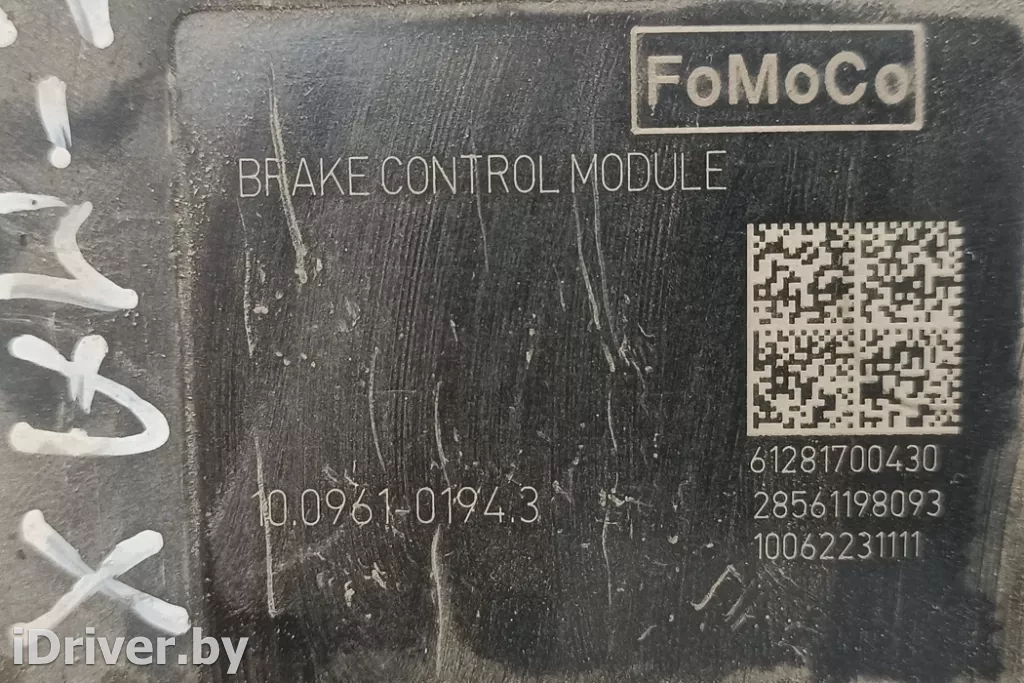 FoMoCo
BRAKE CONTROL MODULE
61281700430
28561198093
10.0961-0194.3
10062231111
iDriver.by